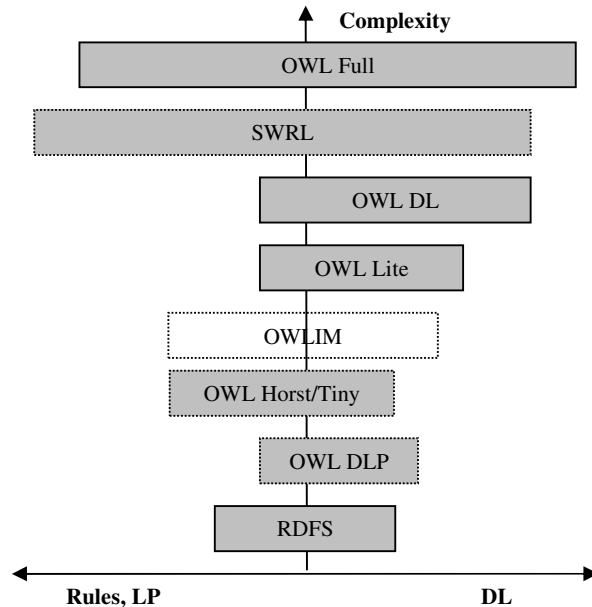 Complexity
OWL Full
SWRL
OWL DL
OWL Lite
OWLIM
OWL Horst/Tiny
OWL DLP
RDFS
Rules, LP
DL